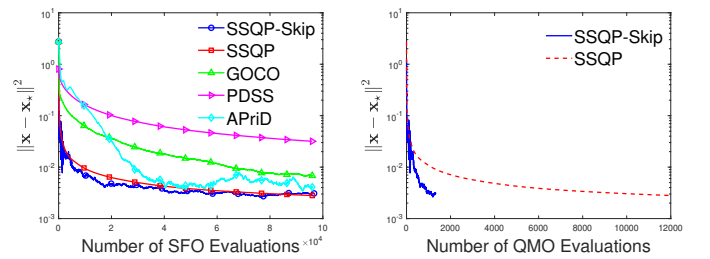 10^1
10^0
10^-1
10^-2
10^-3
‖x − x⋆‖^2
SSQP-Skip
SSQP
GOCO
PDSS
APriD
0 2 4 6 8 10
Number of SFO Evaluations ×10^4
10^1
10^0
10^-1
10^-2
10^-3
‖x − x⋆‖^2
SSQP-Skip
SSQP
0 2000 4000 6000 8000 10000 12000
Number of QMO Evaluations